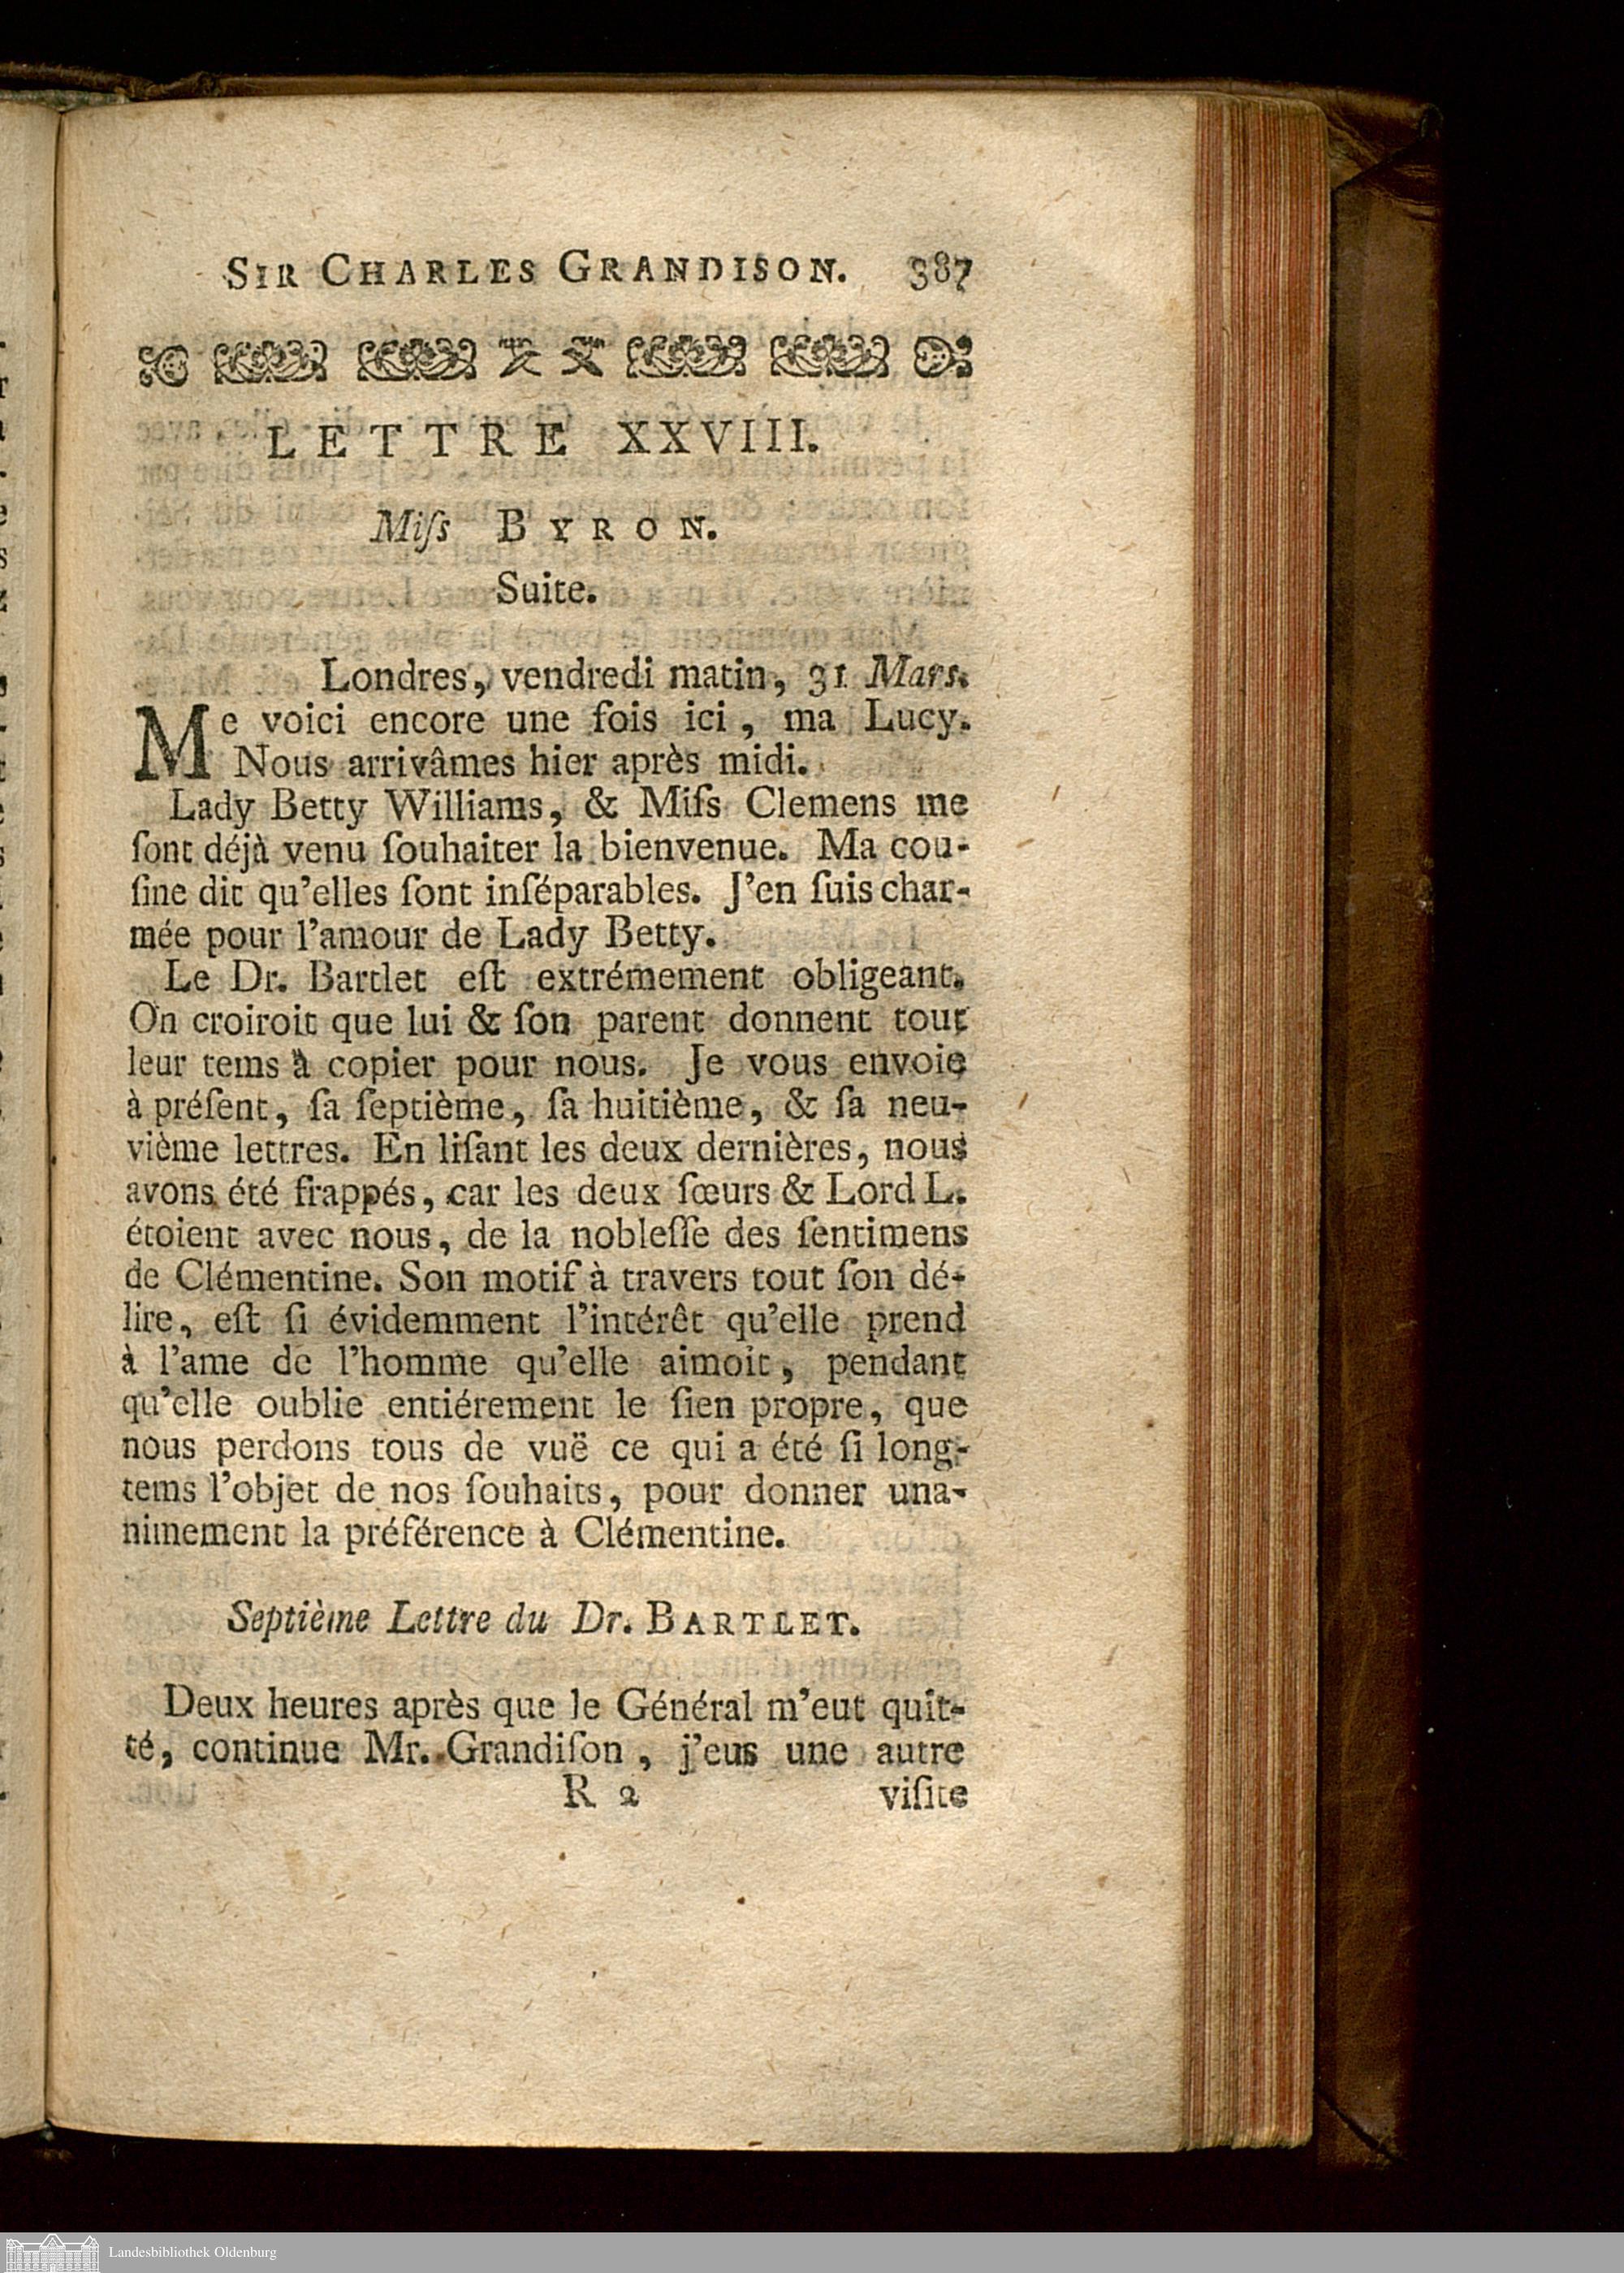 SIR CHARLES GRANDISON. 387
LETTRE XXVIII.
Miſs BYRON.
Suite.
Londres, vendredi matin, 31 Mars.
Me voici encore une fois ici, ma Lucy.
Nous arrivâmes hier après midi.
Lady Betty Williams, & Miſs Clemens me
ſont déjà venu ſouhaiter la bienvenue. Ma cou-
ſine dit qu'elles ſont inſéparables. J'en ſuis char-
mée pour l'amour de Lady Betty.
Le Dr. Bartlet eſt extrémement obligeant.
On croiroit que lui & ſon parent donnent tout
leur tems à copier pour nous. Je vous envoie
à préſent, ſa ſeptième, ſa huitième, & ſa neu-
vième lettres. En liſant les deux dernières, nous
avons été frappés, car les deux ſœurs & Lord L.
étoient avec nous, de la nobleſſe des ſentimens
de Clémentine. Son motif à travers tout ſon dé-
lire, eſt ſi évidemment l'intérêt qu'elle prend
à l'ame de l'homme qu'elle aimoit, pendant
qu'elle oublie entiérement le ſien propre, que
nous perdons tous de vuë ce qui a été ſi long-
tems l'objet de nos ſouhaits, pour donner una-
nimement la préférence à Clémentine.
Septième Lettre du Dr. BARTLET.
Deux heures après que le Général m'eut quit-
té, continue Mr. Grandiſon, j'eus une autre
R 2 viſite
Landesbibliothek Oldenburg